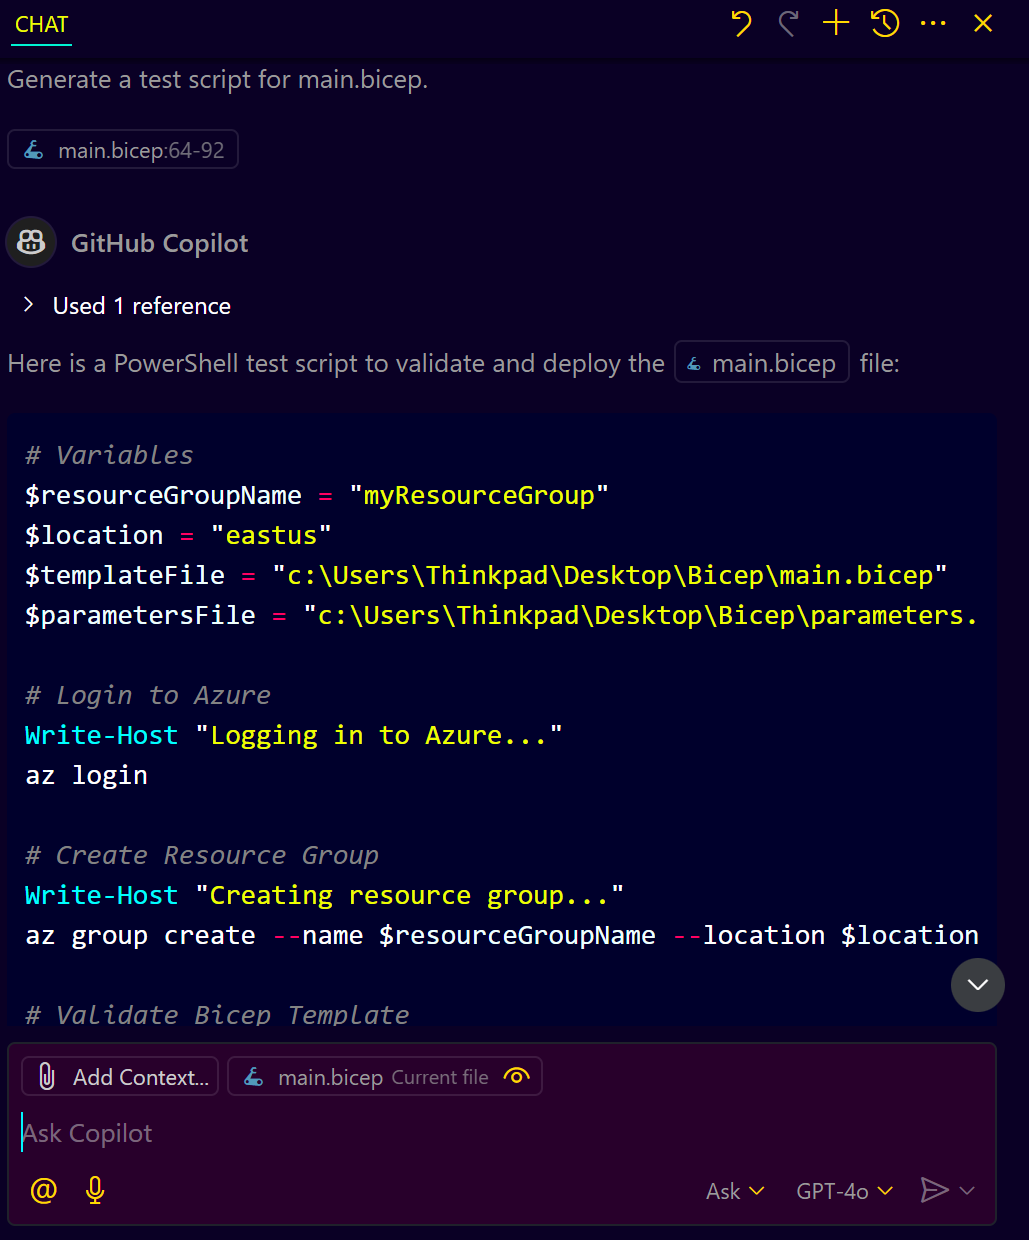 CHAT
Generate a test script for main.bicep.
main.bicep:64-92
GitHub Copilot
Used 1 reference
Here is a PowerShell test script to validate and deploy the main.bicep file:
# Variables
$resourceGroupName = "myResourceGroup"
$location = "eastus"
$templateFile = "c:\Users\Thinkpad\Desktop\Bicep\main.bicep"
$parametersFile = "c:\Users\Thinkpad\Desktop\Bicep\parameters.
# Login to Azure
Write-Host "Logging in to Azure..."
az login
# Create Resource Group
Write-Host "Creating resource group..."
az group create --name $resourceGroupName --location $location
# Validate Bicep Template
Add Context... main.bicep Current file
Ask Copilot
@ Ask GPT-4o